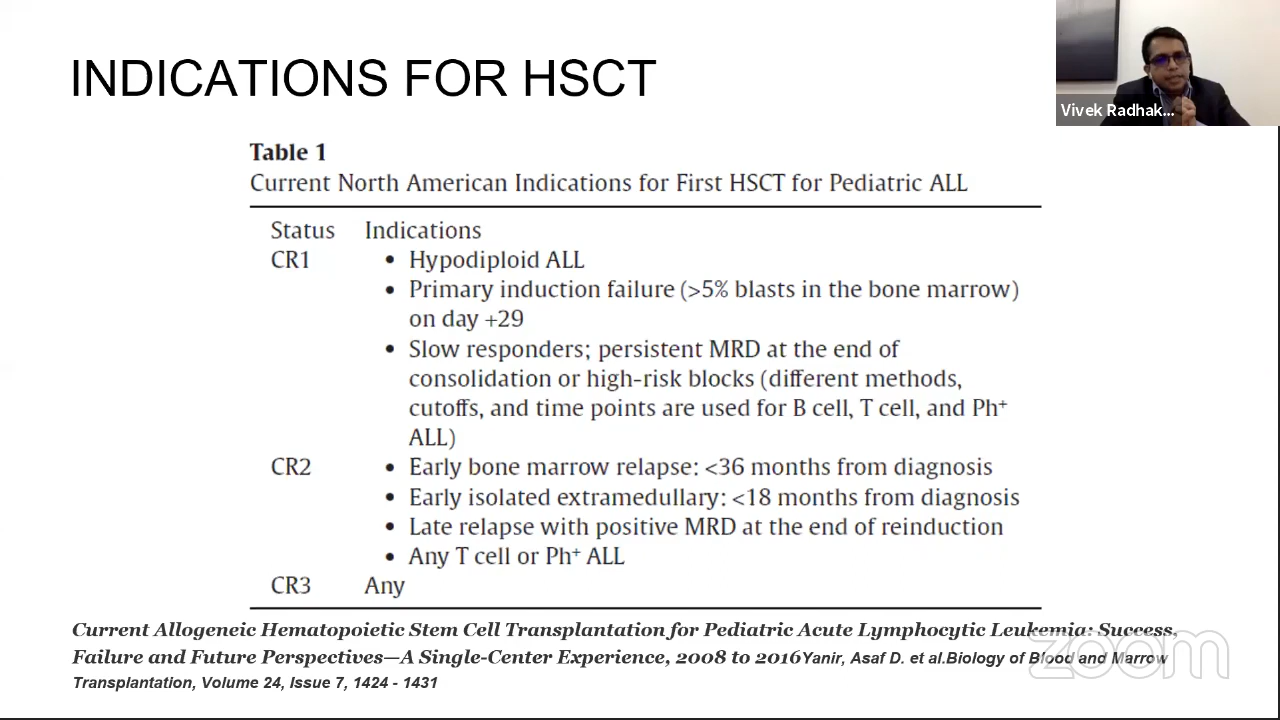 INDICATIONS FOR HSCT
Vivek Radhak...
Table 1
Current North American Indications for First HSCT for Pediatric ALL
Status Indications
CR1 • Hypodiploid ALL
• Primary induction failure (>5% blasts in the bone marrow)
on day +29
• Slow responders; persistent MRD at the end of
consolidation or high-risk blocks (different methods,
cutoffs, and time points are used for B cell, T cell, and Ph⁺
ALL)
CR2 • Early bone marrow relapse: <36 months from diagnosis
• Early isolated extramedullary: <18 months from diagnosis
• Late relapse with positive MRD at the end of reinduction
• Any T cell or Ph⁺ ALL
CR3 Any
Current Allogeneic Hematopoietic Stem Cell Transplantation for Pediatric Acute Lymphocytic Leukemia: Success,
Failure and Future Perspectives—A Single-Center Experience, 2008 to 2016Yanir, Asaf D. et al.Biology of Blood and Marrow
Transplantation, Volume 24, Issue 7, 1424 - 1431
zoom